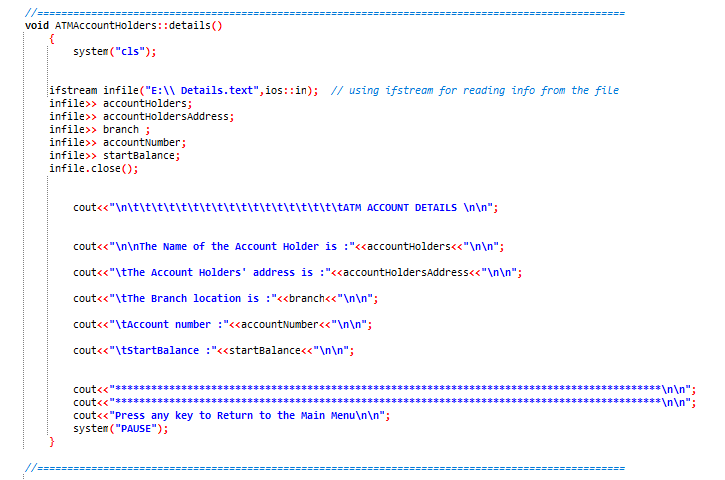 //==================================================================================================
void ATMAccountHolders::details()
{
system("cls");
ifstream infile("E:\\ Details.text",ios::in);  // using ifstream for reading info from the file
infile>> accountHolders;
infile>> accountHoldersAddress;
infile>> branch ;
infile>> accountNumber;
infile>> startBalance;
infile.close();
cout<<"\n\t\t\t\t\t\t\t\t\t\t\t\t\t\t\t\t\t\tATM ACCOUNT DETAILS \n\n";
cout<<"\n\nThe Name of the Account Holder is :"<<accountHolders<<"\n\n";
cout<<"\tThe Account Holders' address is :"<<accountHoldersAddress<<"\n\n";
cout<<"\tThe Branch location is :"<<branch<<"\n\n";
cout<<"\tAccount number :"<<accountNumber<<"\n\n";
cout<<"\tStartBalance :"<<startBalance<<"\n\n";
cout<<"*******************************************************************************************\n\n";
cout<<"*******************************************************************************************\n\n";
cout<<"Press any key to Return to the Main Menu\n\n";
system("PAUSE");
}
//==================================================================================================